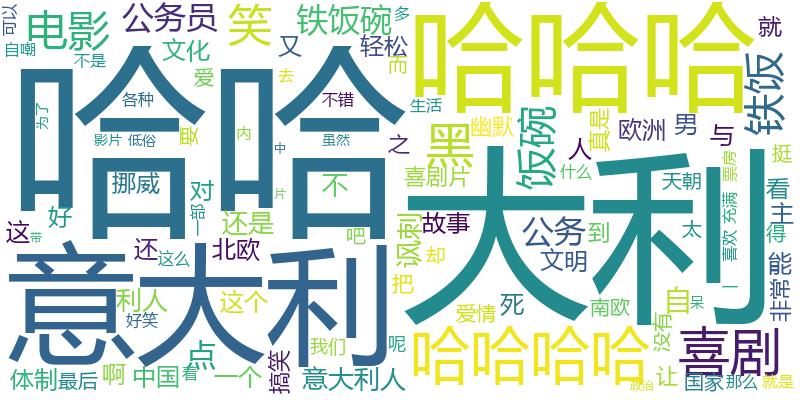 可以
自嘲
电影
公务员
文化
不是
爱
笑
又
铁饭碗
多
轻松
而
去
哈哈
哈哈哈
就
铁饭
各种
不错
生活
为了
影片
低俗
要
内
中
虽然
片
之
幽默
真是
欧洲
男
与
黑
饭碗
人
喜剧片
什么
天朝
票房
挺
挪威
对
一部
不
好
还是
吧
讽刺
故事
公务
文明
到
太
充满
喜欢
看
主
得
这
带
还
这么
北欧
却
把
大利
一
能
非常
意大利
利人
这个
好笑
点
爱情
死
南欧
自
呆
没有
哈哈哈哈
喜剧
体制
最后
啊
中国
看
一个
搞笑
我们
呢
意大利人
政治
让
国家
那么
就是